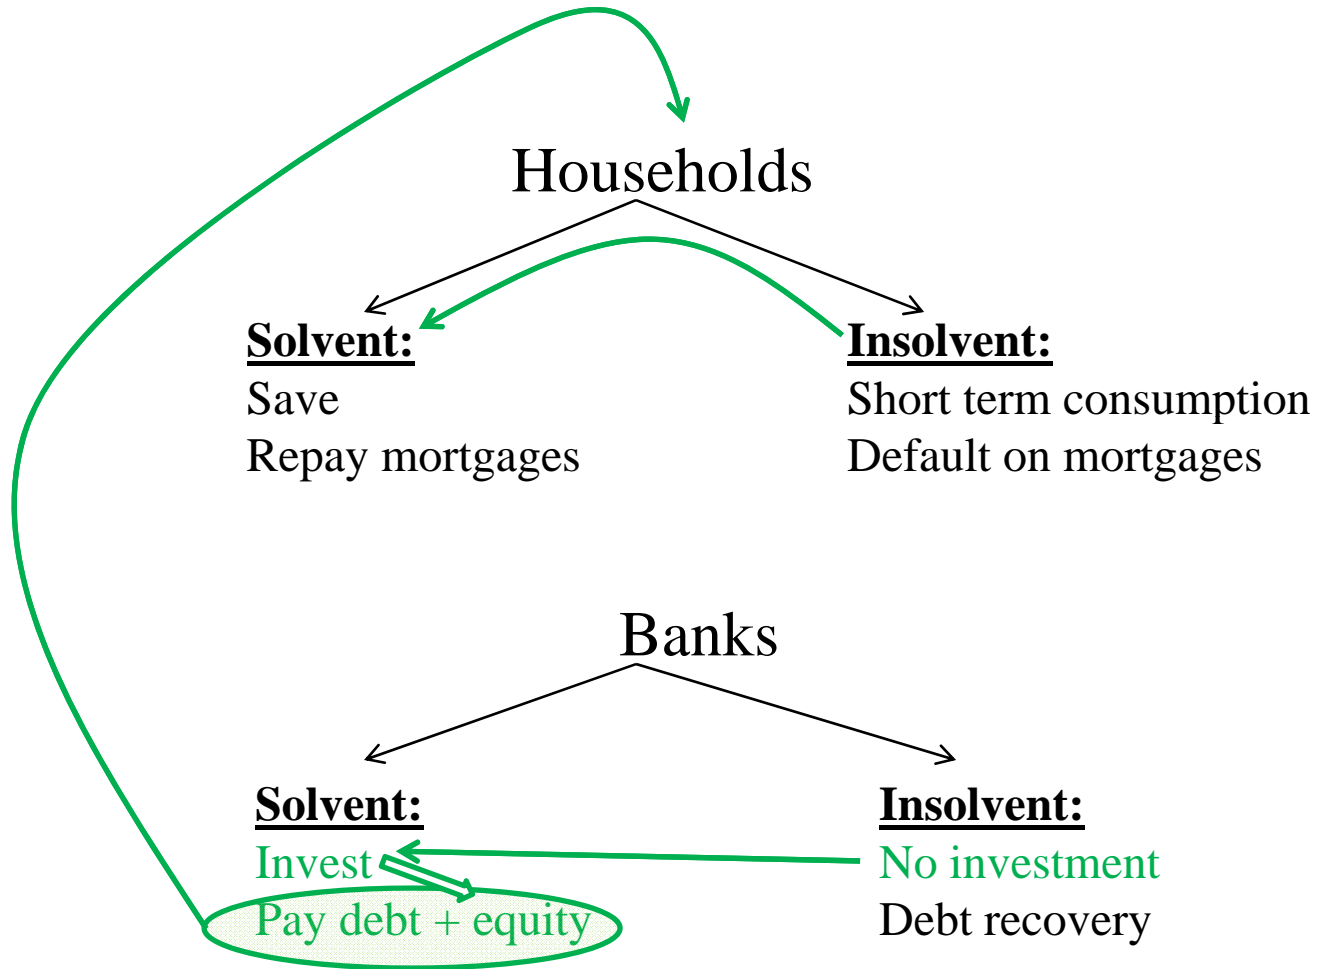 Households
Solvent:
Save
Repay mortgages
Insolvent:
Short term consumption
Default on mortgages
Banks
Solvent:
Invest
Pay debt + equity
Insolvent:
No investment
Debt recovery